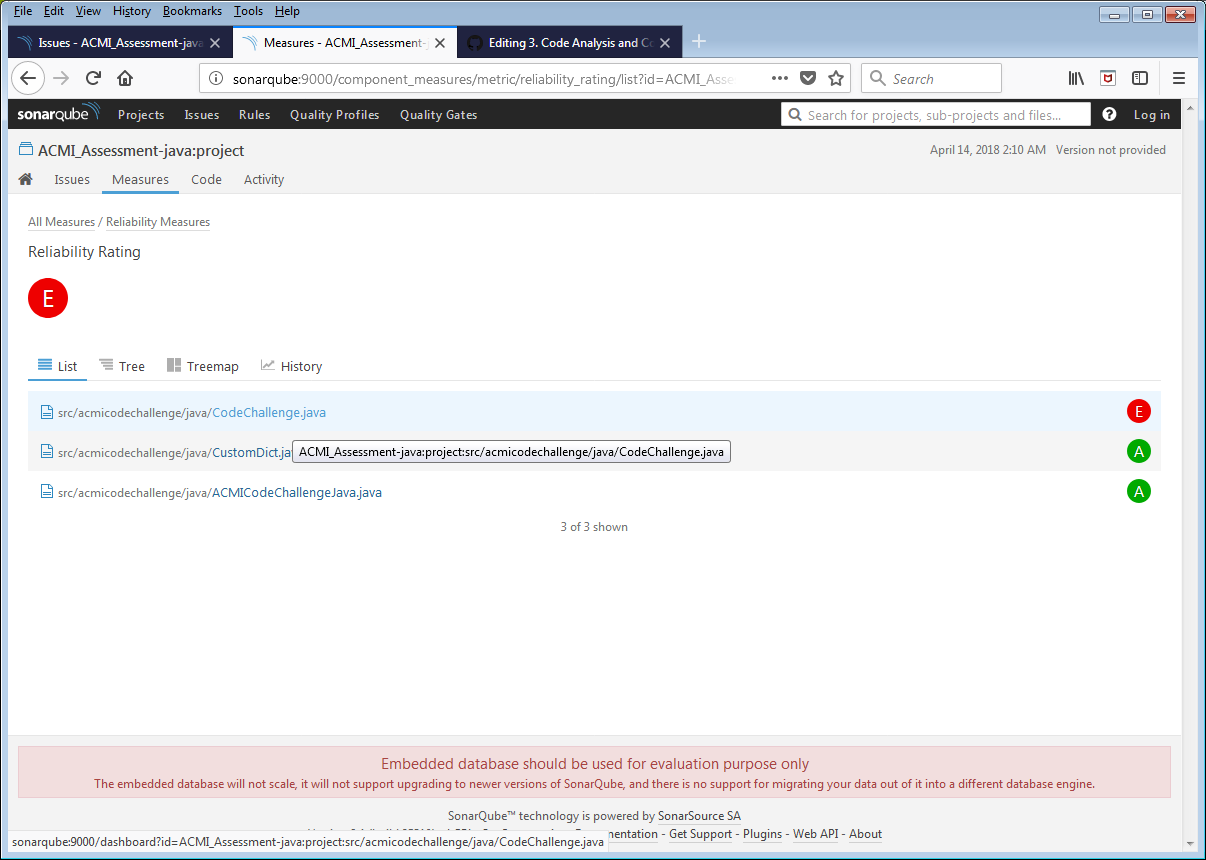 File Edit View History Bookmarks Tools Help
Issues - ACMI_Assessment-java
Measures - ACMI_Assessment-
Editing 3. Code Analysis and Co
sonarqube:9000/component_measures/metric/reliability_rating/list?id=ACMI_Asse
Search
sonarqube Projects Issues Rules Quality Profiles Quality Gates Search for projects, sub-projects and files... ? Log in
ACMI_Assessment-java:project April 14, 2018 2:10 AM Version not provided
Issues Measures Code Activity
All Measures / Reliability Measures
Reliability Rating
E
List Tree Treemap History
src/acmicodechallenge/java/CodeChallenge.java E
src/acmicodechallenge/java/CustomDict.jav A
ACMI_Assessment-java:project:src/acmicodechallenge/java/CodeChallenge.java
src/acmicodechallenge/java/ACMICodeChallengeJava.java A
3 of 3 shown
Embedded database should be used for evaluation purpose only
The embedded database will not scale, it will not support upgrading to newer versions of SonarQube, and there is no support for migrating your data out of it into a different database engine.
SonarQube™ technology is powered by SonarSource SA
mentation - Get Support - Plugins - Web API - About
sonarqube:9000/dashboard?id=ACMI_Assessment-java:project:src/acmicodechallenge/java/CodeChallenge.java